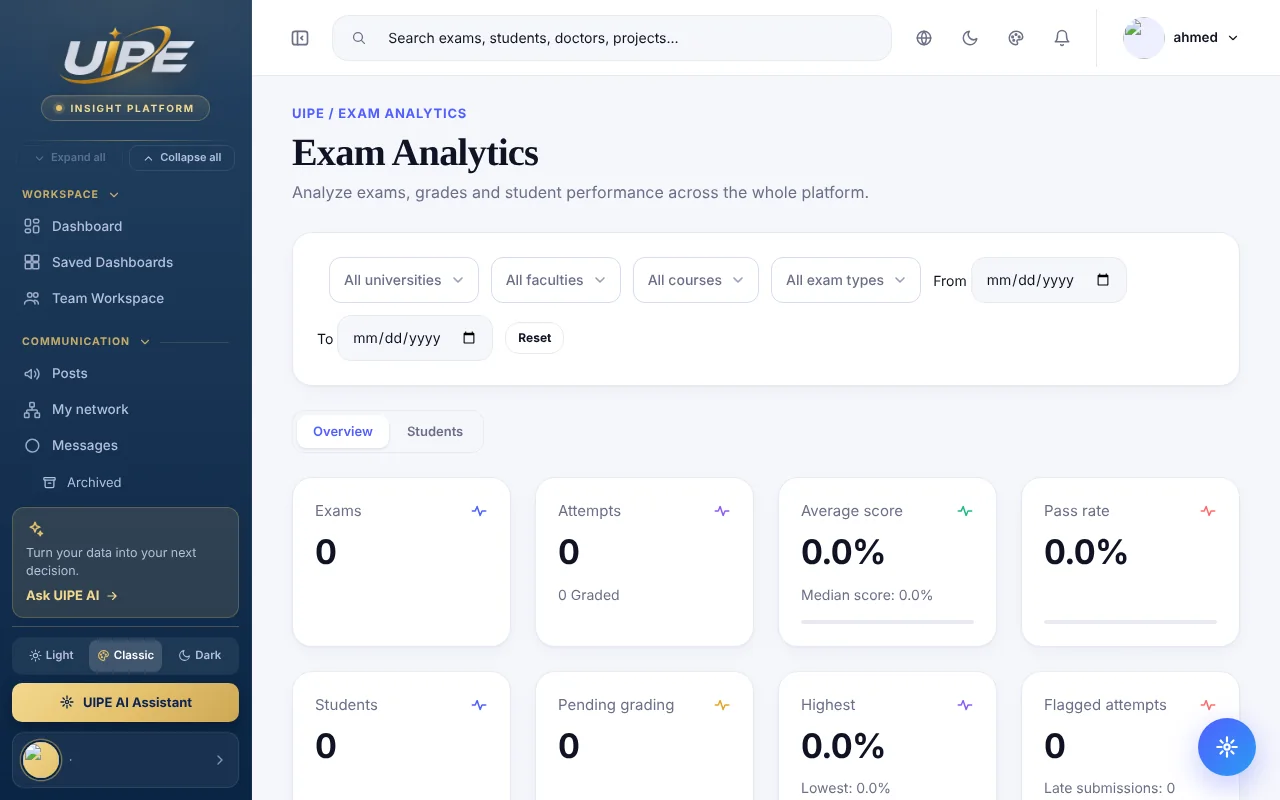 UIPE
INSIGHT PLATFORM
Expand all
Collapse all
WORKSPACE
Dashboard
Saved Dashboards
Team Workspace
COMMUNICATION
Posts
My network
Messages
Archived
Turn your data into your next
decision.
Ask UIPE AI →
Light
Classic
Dark
UIPE AI Assistant
Search exams, students, doctors, projects...
ahmed
UIPE / EXAM ANALYTICS
Exam Analytics
Analyze exams, grades and student performance across the whole platform.
All universities
All faculties
All courses
All exam types
From
mm/dd/yyyy
To
mm/dd/yyyy
Reset
Overview
Students
Exams
0
Attempts
0
0 Graded
Average score
0.0%
Median score: 0.0%
Pass rate
0.0%
Students
0
Pending grading
0
Highest
0.0%
Lowest: 0.0%
Flagged attempts
0
Late submissions: 0